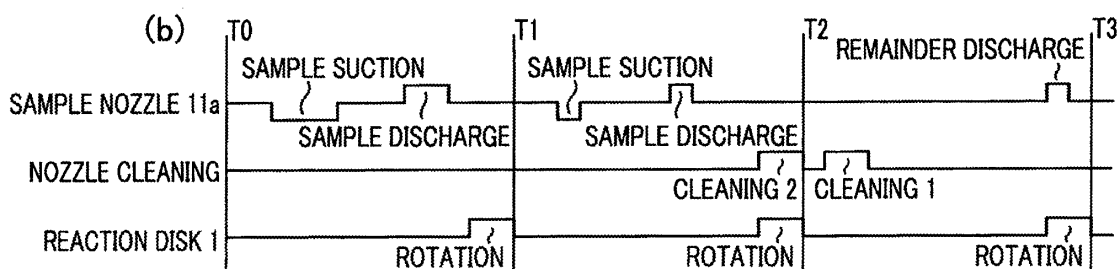 (b)
T0
T1
T2
T3
SAMPLE SUCTION
SAMPLE SUCTION
REMAINDER DISCHARGE
SAMPLE NOZZLE 11a
SAMPLE DISCHARGE
SAMPLE DISCHARGE
NOZZLE CLEANING
CLEANING 2
CLEANING 1
REACTION DISK 1
ROTATION
ROTATION
ROTATION